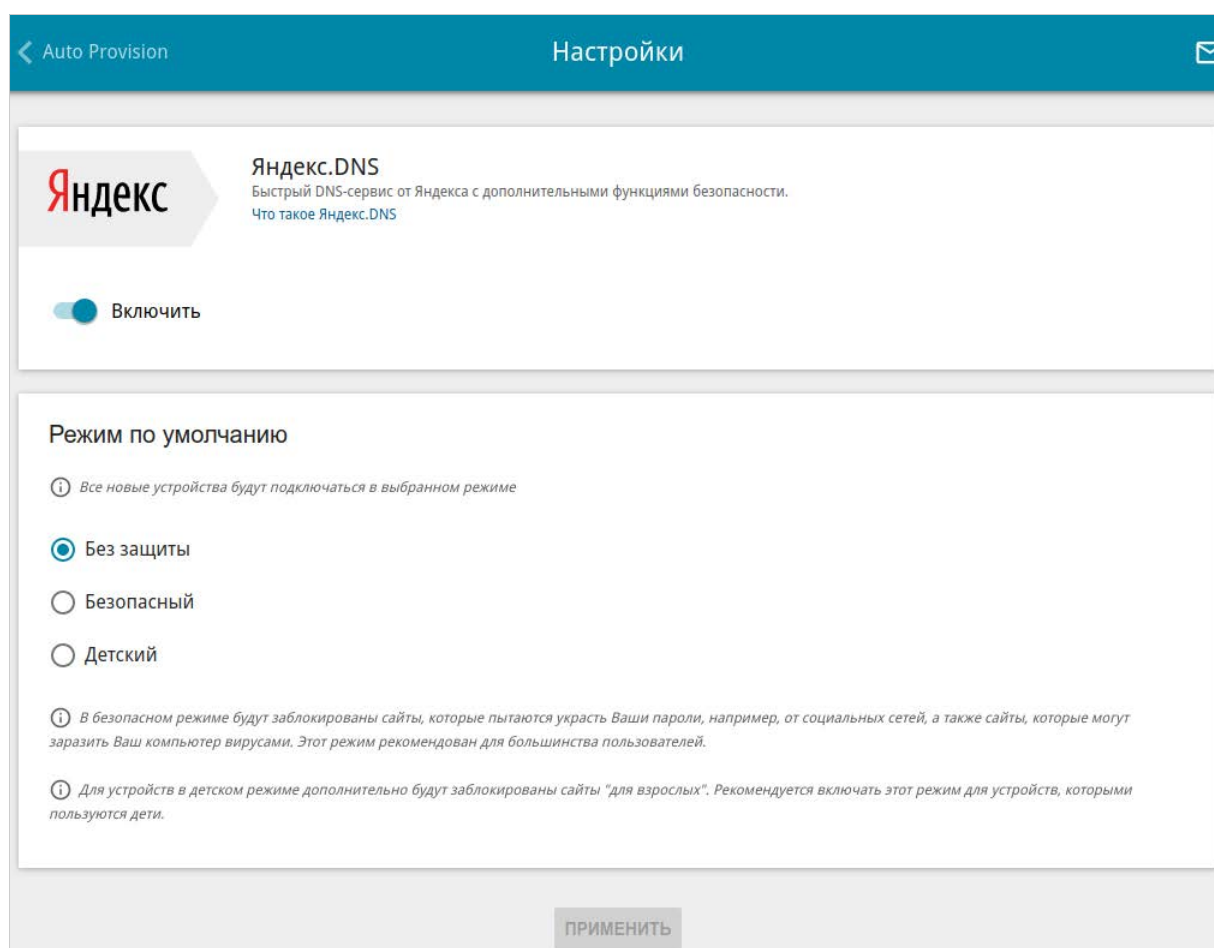 Auto Provision
Настройки
Яндекс
Яндекс.DNS
Быстрый DNS-сервис от Яндекса с дополнительными функциями безопасности.
Что такое Яндекс.DNS
Включить
Режим по умолчанию
Все новые устройства будут подключаться в выбранном режиме
Без защиты
Безопасный
Детский
В безопасном режиме будут заблокированы сайты, которые пытаются украсть Ваши пароли, например, от социальных сетей, а также сайты, которые могут
заразить Ваш компьютер вирусами. Этот режим рекомендован для большинства пользователей.
Для устройств в детском режиме дополнительно будут заблокированы сайты "для взрослых". Рекомендуется включать этот режим для устройств, которыми
пользуются дети.
ПРИМЕНИТЬ